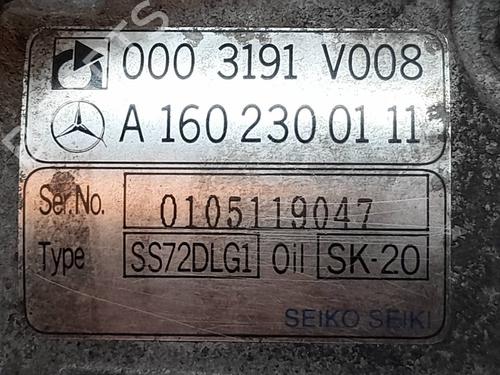 000 3191 V008
A 160 230 01 11
Ser.No. 0105119047
Type SS72DLG1 Oil SK-20
SEIKO SEIKI